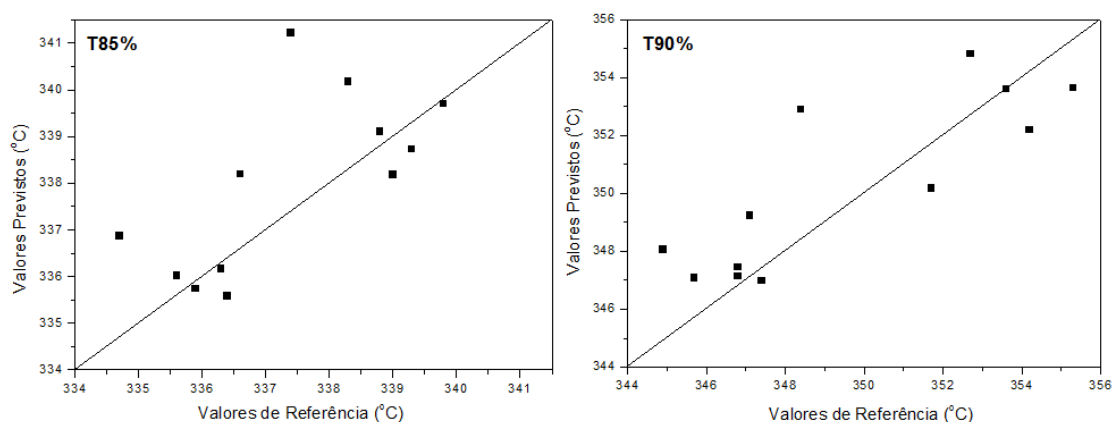 T85%
341
340
339
338
337
336
335
334
334 335 336 337 338 339 340 341
Valores Previstos (°C)
Valores de Referência (°C)
T90%
356
354
352
350
348
346
344
344 346 348 350 352 354 356
Valores Previstos (°C)
Valores de Referência (°C)